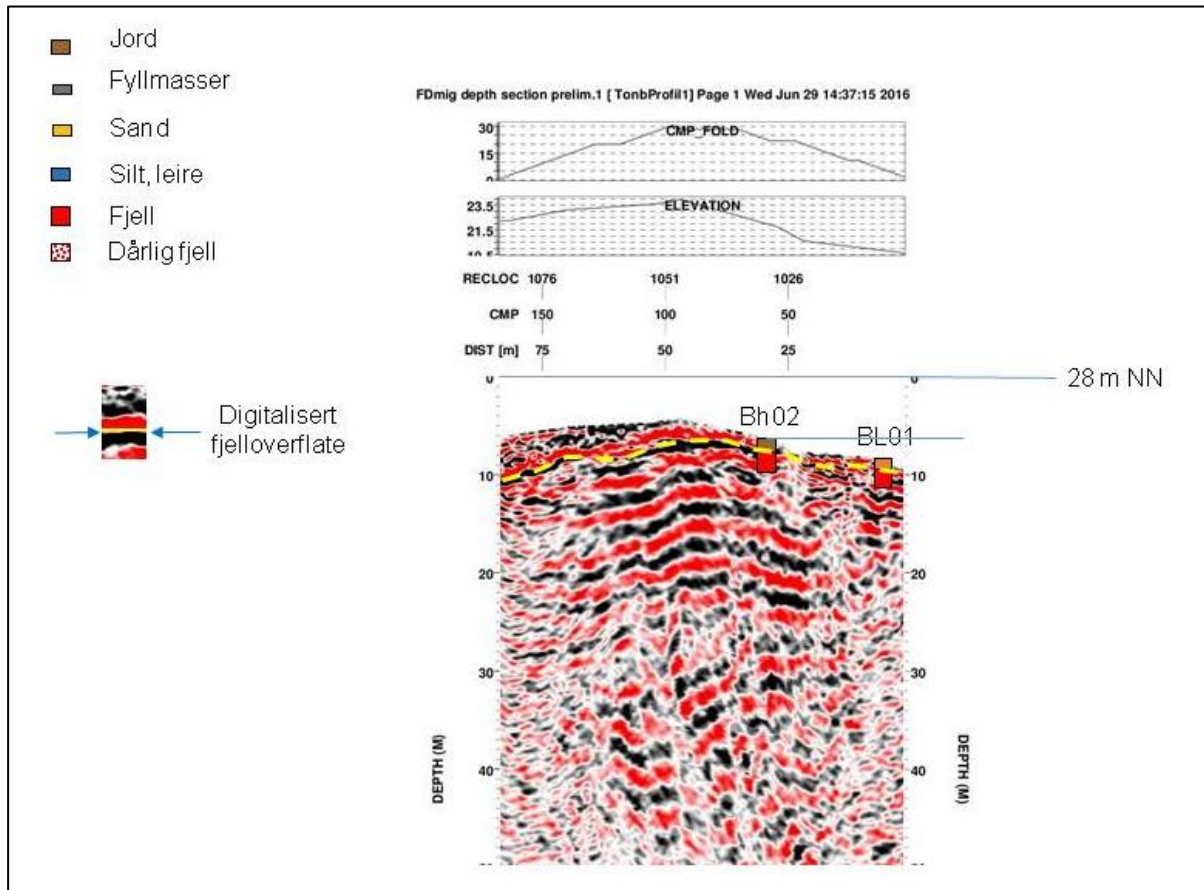 Jord
Fyllmasser
Sand
Silt, leire
Fjell
Dårlig fjell
Digitalisert
fjelloverflate
FDmig depth section prelim.1 [ TonbProfil1] Page 1 Wed Jun 29 14:37:15 2016
30
15
CMP_FOLD
23.5
21.5
ELEVATION
RECLOC 1076 1051 1026
CMP 150 100 50
DIST [m] 75 50 25
0 0
28 m NN
Bh 02
BL01
10 10
20 20
30 30
40 40
DEPTH (M) DEPTH (M)